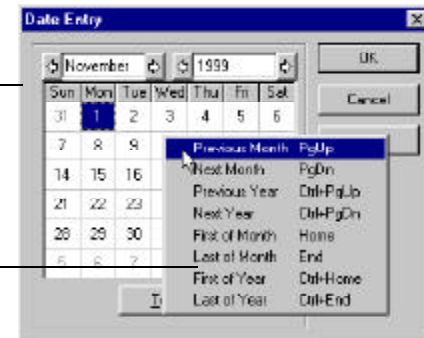 Date Entry
November 1999 OK
Sun Mon Tue Wed Thu Fri Sat Cancel
31 1 2 3 4 5 6
7 8 9 Previous Month PgUp
14 15 16 Next Month PgDn
Previous Year Ctrl+PgUp
21 22 23 Next Year Ctrl+PgDn
28 29 30 First of Month Home
5 6 7 Last of Month End
First of Year Ctrl+Home
Last of Year Ctrl+End